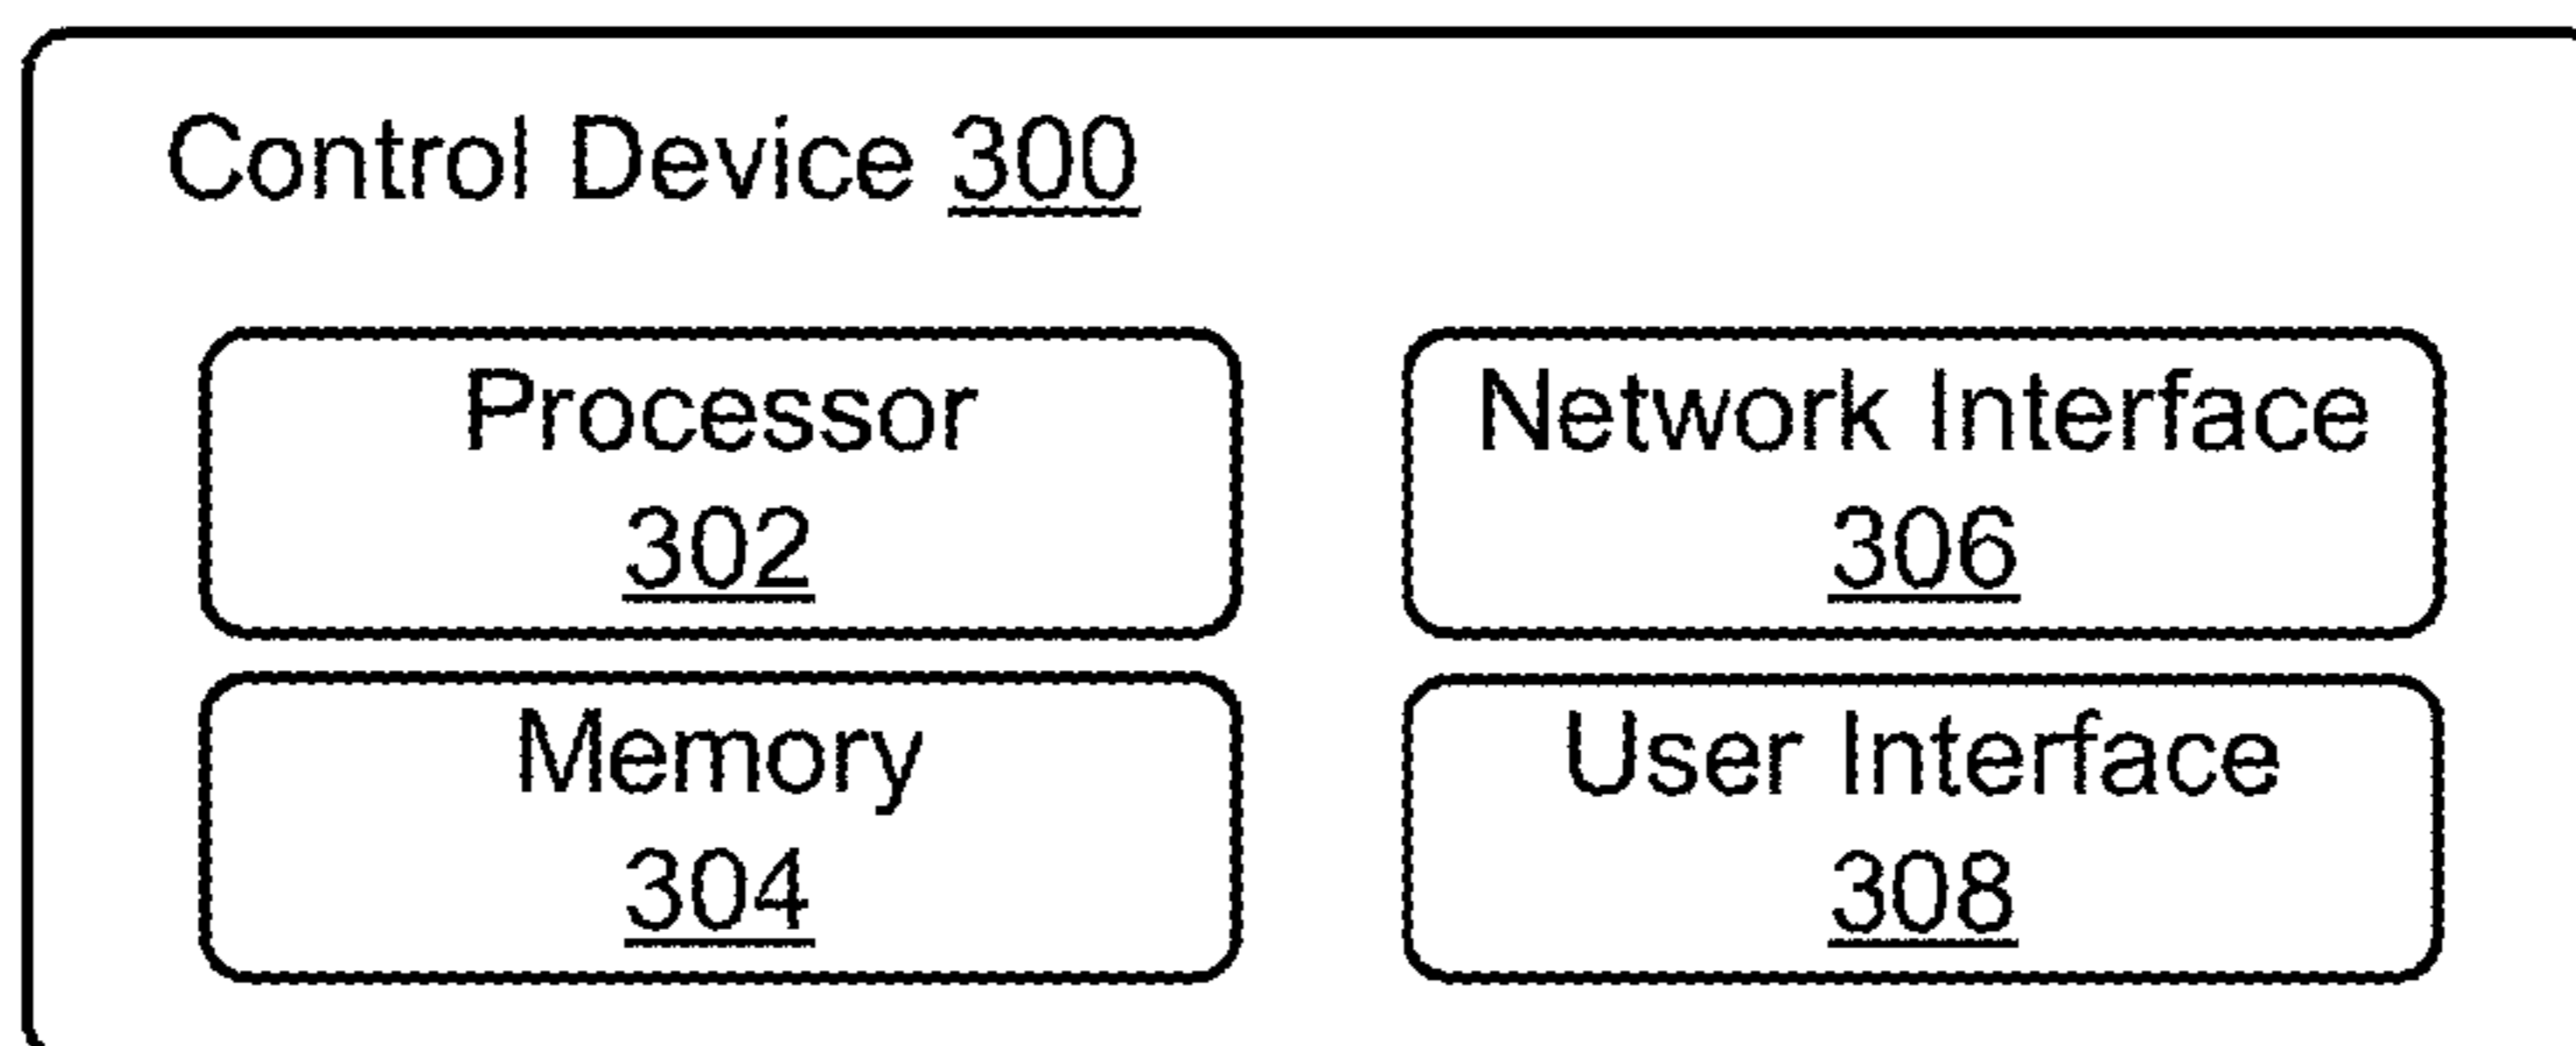 Control Device 300
Processor
302
Network Interface
306
Memory
304
User Interface
308